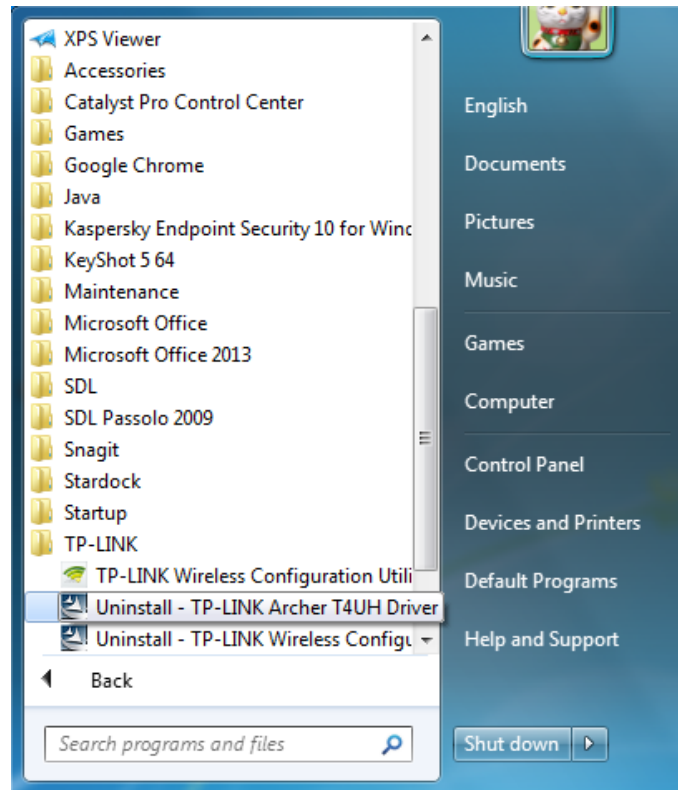 XPS Viewer
Accessories
Catalyst Pro Control Center
Games
Google Chrome
Java
Kaspersky Endpoint Security 10 for Winc
KeyShot 5 64
Maintenance
Microsoft Office
Microsoft Office 2013
SDL
SDL Passolo 2009
Snagit
Stardock
Startup
TP-LINK
TP-LINK Wireless Configuration Utili
Uninstall - TP-LINK Archer T4UH Driver
Uninstall - TP-LINK Wireless Configu
Back
Search programs and files
English
Documents
Pictures
Music
Games
Computer
Control Panel
Devices and Printers
Default Programs
Help and Support
Shut down